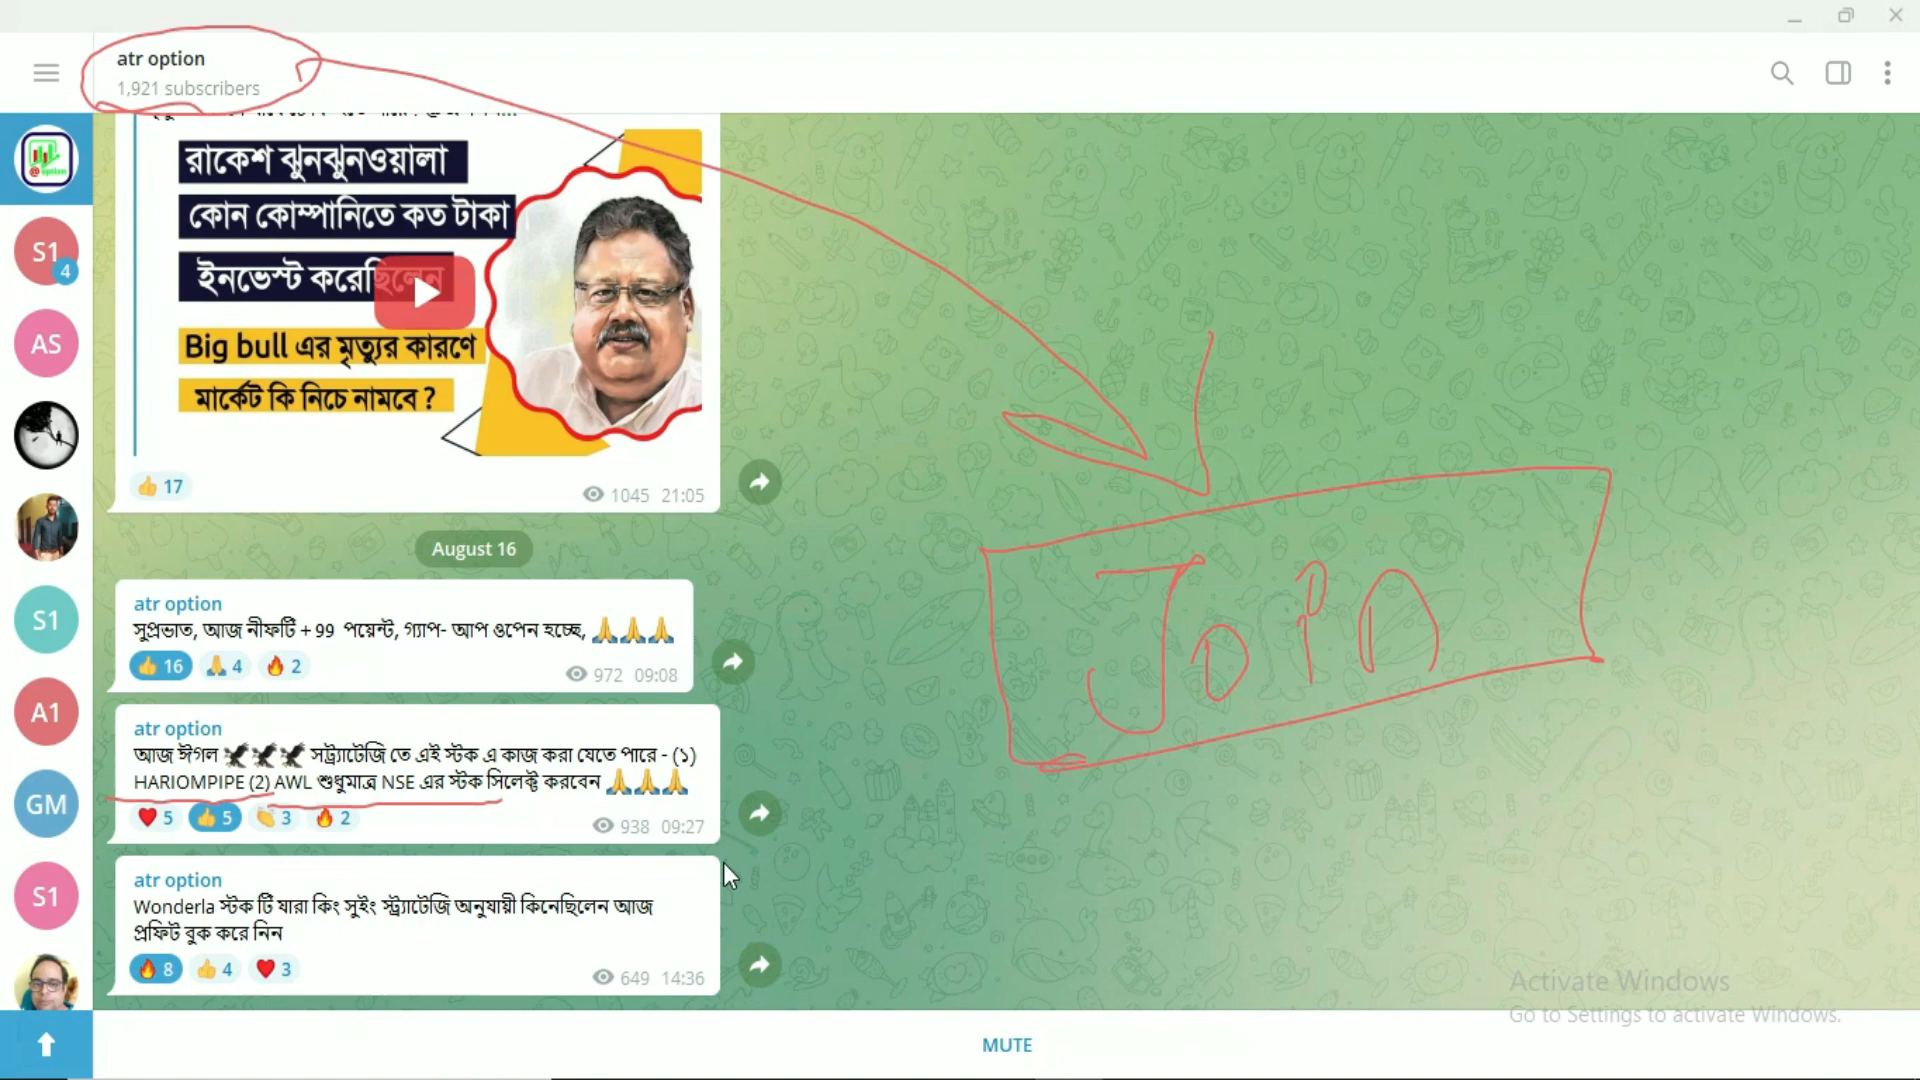 atr option
1,921 subscribers
রাকেশ ঝুনঝুনওয়ালা
কোন কোম্পানিতে কত টাকা
ইনভেস্ট করেছিলেন
Big bull এর মৃত্যুর কারণে
মার্কেট কি নিচে নামবে ?
17
1045 21:05
August 16
atr option
সুপ্রভাত, আজ নীফটি + 99 পয়েন্ট, গ্যাপ- আপ ওপেন হচ্ছে, 🙏🙏🙏
16 4 2
972 09:08
atr option
আজ ঈগল 🦅🦅🦅 সট্র্যাটেজি তে এই স্টক এ কাজ করা যেতে পারে - (১)
HARIOMPIPE (2) AWL শুধুমাত্র NSE এর স্টক সিলেক্ট করবেন 🙏🙏🙏
5 5 3 2
938 09:27
atr option
Wonderla স্টক টি যারা কিং সুইং স্ট্র্যাটেজি অনুযায়ী কিনেছিলেন আজ
প্রফিট বুক করে নিন
8 4 3
649 14:36
S1
4
AS
S1
A1
GM
S1
Join
Activate Windows
Go to Settings to activate Windows.
MUTE